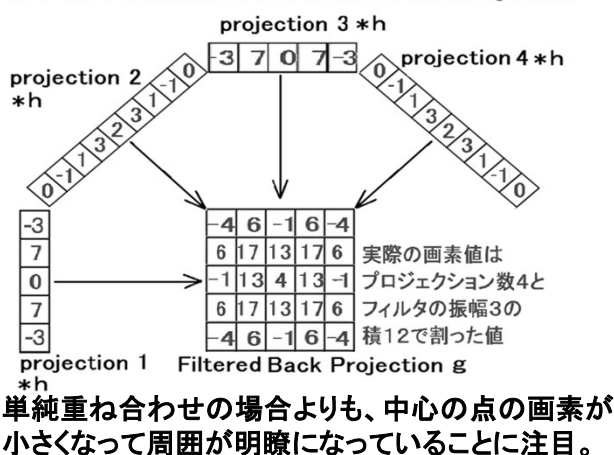 projection 3 *h
-3 7 0 7 -3
projection 2
*h
0 -1 1 3 2 3 1 -1 0
projection 4 *h
0 -1 1 3 2 3 1 -1 0
-3
7
0
7
-3
projection 1
*h
-4 6 -1 6 -4
6 17 13 17 6
-1 13 4 13 -1
6 17 13 17 6
-4 6 -1 6 -4
Filtered Back Projection g
実際の画素値は
プロジェクション数4と
フィルタの振幅3の
積12で割った値
単純重ね合わせの場合よりも、中心の点の画素が
小さくなって周囲が明瞭になっていることに注目。